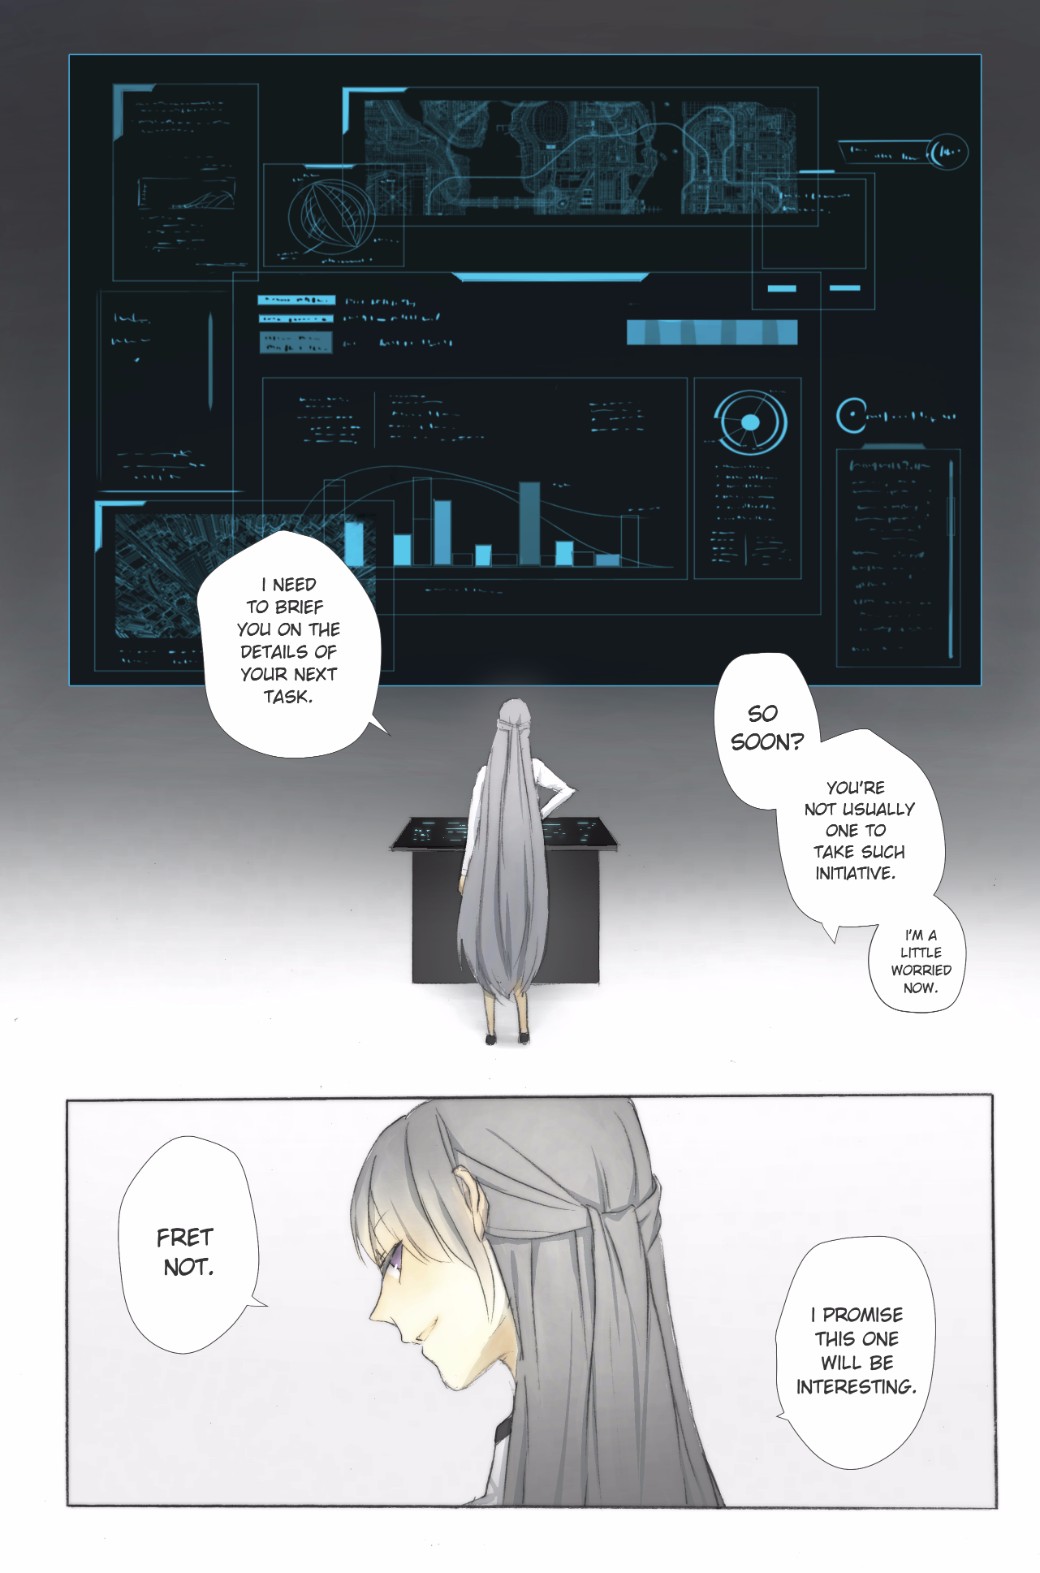 I NEED
TO BRIEF
YOU ON THE
DETAILS OF
YOUR NEXT
TASK.
SO
SOON?
YOU'RE
NOT USUALLY
ONE TO
TAKE SUCH
INITIATIVE.
I'M A
LITTLE
WORRIED
NOW.
FRET
NOT.
I PROMISE
THIS ONE
WILL BE
INTERESTING.